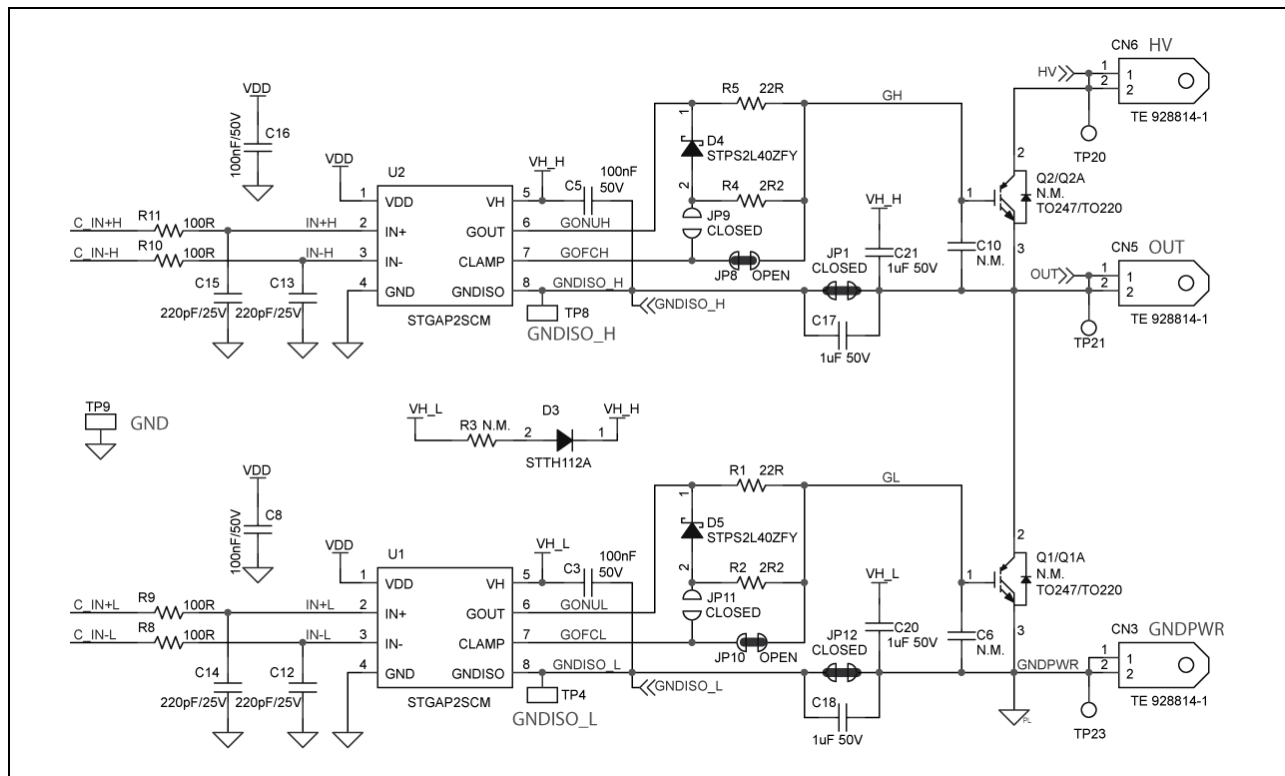 CN6 HV
HV
1
2
1
2
TE 928814-1
TP20
R5 22R
GH
VDD
100nF/50V
C16
1
D4
STPS2L40ZFY
2
R4 2R2
JP9
CLOSED
VDD
U2
VH_H
100nF
50V
C5
1
VDD
VH
5
C_IN+H
R11
100R
IN+H
2
IN+
GOUT
6
GONUH
C_IN-H
R10
100R
IN-H
3
IN-
CLAMP
7
GOFCH
4
GND
GNDISO
8
GNDISO_H
STGAP2SCM
C15
220pF/25V
C13
220pF/25V
TP8
GNDISO_H
GNDISO_H
JP8
OPEN
JP1
CLOSED
VH_H
C21
1uF 50V
C17
1uF 50V
C10
N.M.
2
1
3
Q2/Q2A
N.M.
TO247/TO220
CN5 OUT
OUT
1
2
1
2
TE 928814-1
TP21
TP9
GND
VH_L
R3 N.M.
2
D3
1
VH_H
STTH112A
R1 22R
GL
VDD
100nF/50V
C8
1
D5
STPS2L40ZFY
2
R2 2R2
JP11
CLOSED
VDD
U1
VH_L
100nF
50V
C3
1
VDD
VH
5
C_IN+L
R9
100R
IN+L
2
IN+
GOUT
6
GONUL
C_IN-L
R8
100R
IN-L
3
IN-
CLAMP
7
GOFCL
4
GND
GNDISO
8
GNDISO_L
STGAP2SCM
C14
220pF/25V
C12
220pF/25V
TP4
GNDISO_L
GNDISO_L
JP10
OPEN
JP12
CLOSED
VH_L
C20
1uF 50V
C18
1uF 50V
C6
N.M.
2
1
3
Q1/Q1A
N.M.
TO247/TO220
CN3 GNDPWR
GNDPWR
1
2
1
2
TE 928814-1
PL
TP23